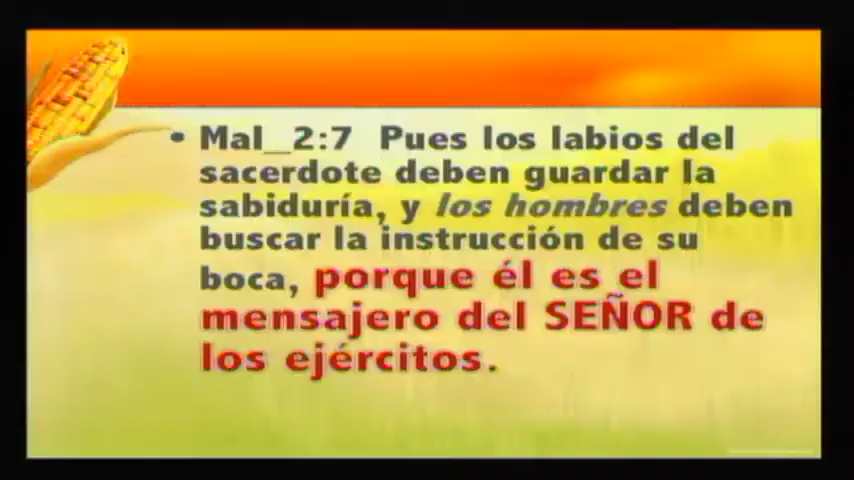 • Mal_2:7 Pues los labios del
sacerdote deben guardar la
sabiduría, y los hombres deben
buscar la instrucción de su
boca, porque él es el
mensajero del SEÑOR de
los ejércitos.